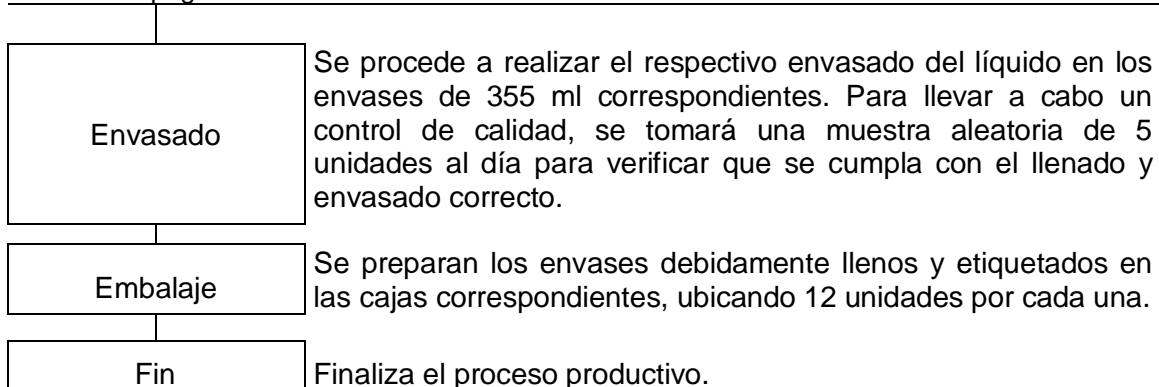 Envasado
Se procede a realizar el respectivo envasado del líquido en los
envases de 355 ml correspondientes. Para llevar a cabo un
control de calidad, se tomará una muestra aleatoria de 5
unidades al día para verificar que se cumpla con el llenado y
envasado correcto.
Embalaje
Se preparan los envases debidamente llenos y etiquetados en
las cajas correspondientes, ubicando 12 unidades por cada una.
Fin
Finaliza el proceso productivo.